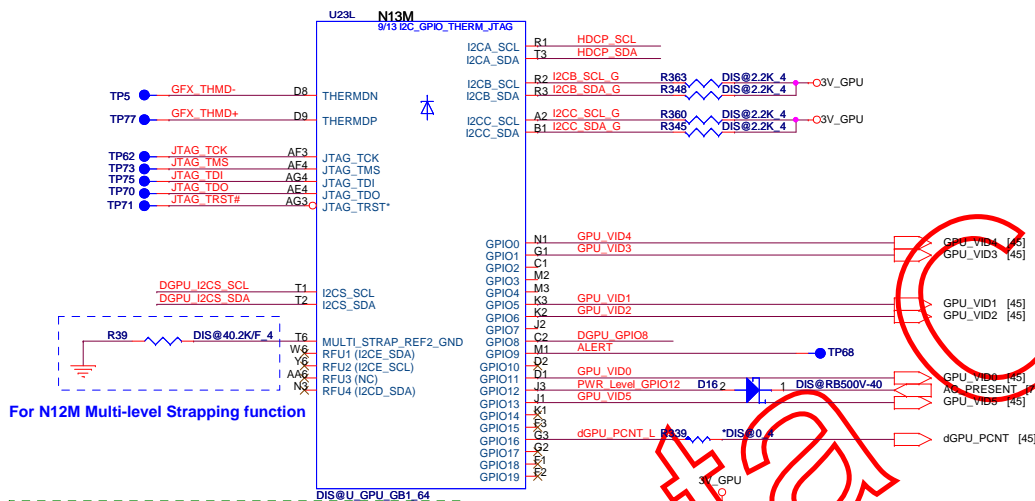 U23L N13M
9/13 I2C_GPIO_THERM_JTAG
I2CA_SCL R1 HDCP_SCL
I2CA_SDA T3 HDCP_SDA
TP5 GFX_THMD- D8 THERMDN
I2CB_SCL R2 I2CB_SCL_G R363 DIS@2.2K_4 3V_GPU
I2CB_SDA R3 I2CB_SDA_G R348 DIS@2.2K_4
TP77 GFX_THMD+ D9 THERMDP
I2CC_SCL A2 I2CC_SCL_G R360 DIS@2.2K_4 3V_GPU
I2CC_SDA B1 I2CC_SDA_G R345 DIS@2.2K_4
TP62 JTAG_TCK AF3 JTAG_TCK
TP73 JTAG_TMS AF4 JTAG_TMS
TP75 JTAG_TDI AG4 JTAG_TDI
TP70 JTAG_TDO AE4 JTAG_TDO
TP71 JTAG_TRST# AG3 JTAG_TRST*
GPIO0 N1 GPU_VID4 GPU_VID4 [45]
GPIO1 G1 GPU_VID3 GPU_VID3 [45]
GPIO2 C1
GPIO3 M2
GPIO4 M3
DGPU_I2CS_SCL T1 I2CS_SCL
DGPU_I2CS_SDA T2 I2CS_SDA
GPIO5 K3 GPU_VID1 GPU_VID1 [45]
GPIO6 K2 GPU_VID2 GPU_VID2 [45]
GPIO7 J2
R39 DIS@40.2K/F_4 T6 MULTI_STRAP_REF2_GND
GPIO8 C2 DGPU_GPIO8
W6 RFU1 (I2CE_SDA)
GPIO9 M1 ALERT TP68
Y6 RFU2 (I2CE_SCL)
GPIO10 D2
AA6 RFU3 (NC)
GPIO11 D1 GPU_VID0 GPU_VID0 [45]
N3 RFU4 (I2CD_SDA)
GPIO12 J3 PWR_Level_GPIO12 D16 2 1 DIS@RB500V-40 AC_PRESENT [7
GPIO13 J1 GPU_VID5 GPU_VID5 [45]
For N12M Multi-level Strapping function
GPIO14 K1
GPIO15 F3
GPIO16 G3 dGPU_PCNT_L R339 *DIS@0_4 dGPU_PCNT [45]
GPIO17 G2
GPIO18 F1
GPIO19 F2
3V_GPU
DIS@U_GPU_GB1_64